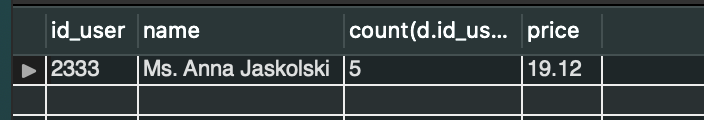 id_user name count(d.id_us... price
2333 Ms. Anna Jaskolski 5 19.12